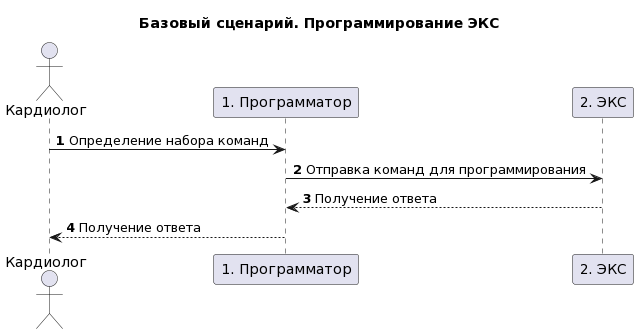 Базовый сценарий. Программирование ЭКС
Кардиолог
1. Программатор
2. ЭКС
1 Определение набора команд
2 Отправка команд для программирования
3 Получение ответа
4 Получение ответа
Кардиолог
1. Программатор
2. ЭКС